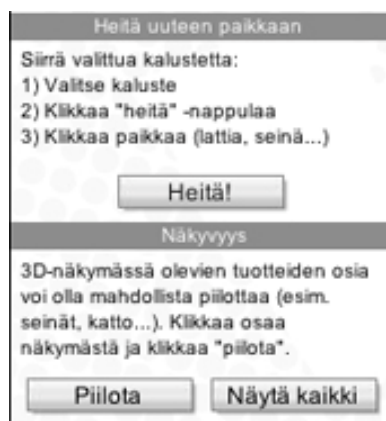 Heitä uuteen paikkaan
Siirrä valittua kalustetta:
1) Valitse kaluste
2) Klikkaa "heitä" -nappulaa
3) Klikkaa paikkaa (lattia, seinä...)
Heitä!
Näkyvyys
3D-näkymässä olevien tuotteiden osia
voi olla mahdollista piilottaa (esim.
seinät, katto...). Klikkaa osaa
näkymästä ja klikkaa "piilota".
Piilota Näytä kaikki